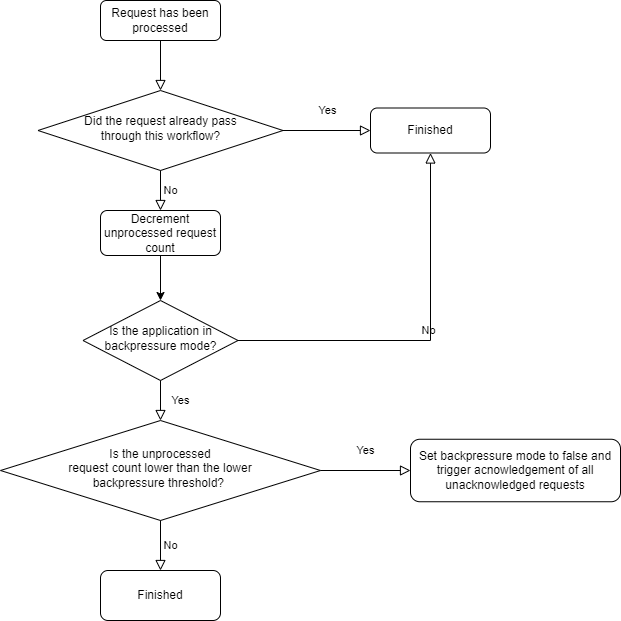 Request has been
processed
Did the request already pass
through this workflow?
Yes
Finished
No
Decrement
unprocessed request
count
Is the application in
backpressure mode?
No
Yes
Is the unprocessed
request count lower than the lower
backpressure threshold?
Yes
Set backpressure mode to false and
trigger acnowledgement of all
unacknowledged requests
No
Finished